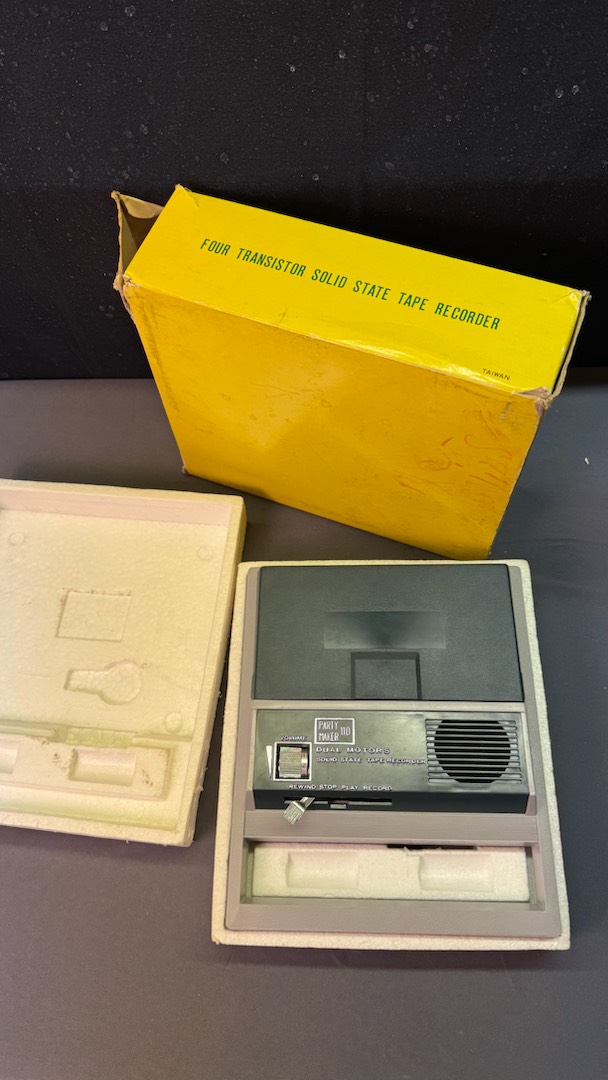 FOUR TRANSISTOR SOLID STATE TAPE RECORDER
TAIWAN
PARTY MAKER 110
VOLUME
DUAL MOTORS
SOLID STATE TAPE RECORDER
REWIND STOP PLAY RECORD